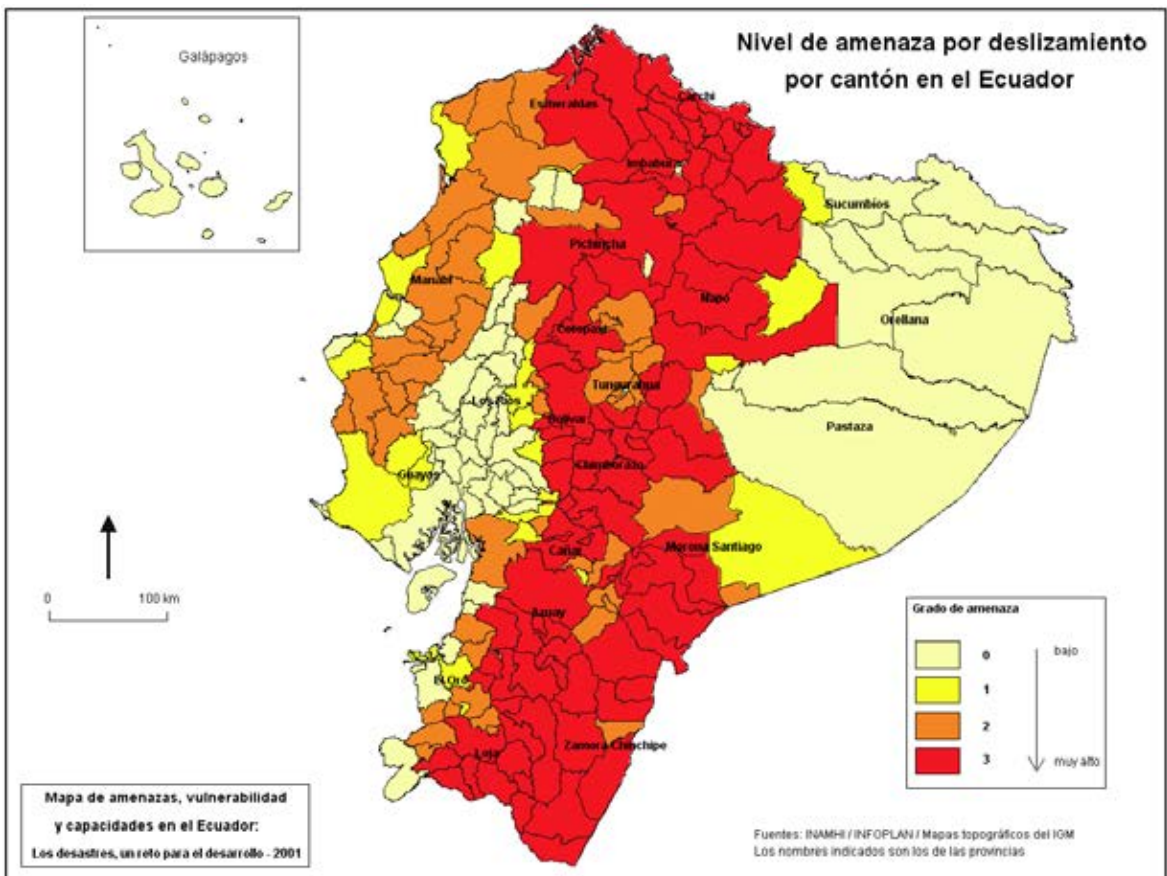 Galápagos
Nivel de amenaza por deslizamiento
por cantón en el Ecuador
Esmeraldas
Carchi
Imbabura
Sucumbíos
Pichincha
Manabí
Napo
Orellana
Cotopaxi
Tungurahua
Los Ríos
Bolívar
Pastaza
Chimborazo
Guayas
Morona Santiago
Cañar
Azuay
El Oro
Zamora Chinchipe
Loja
0 100 km
Grado de amenaza
0 bajo
1
2
3 muy alto
Mapa de amenazas, vulnerabilidad
y capacidades en el Ecuador:
Los desastres, un reto para el desarrollo - 2001
Fuentes: INAMHI / INFOPLAN / Mapas topográficos del IGM
Los nombres indicados son los de las provincias